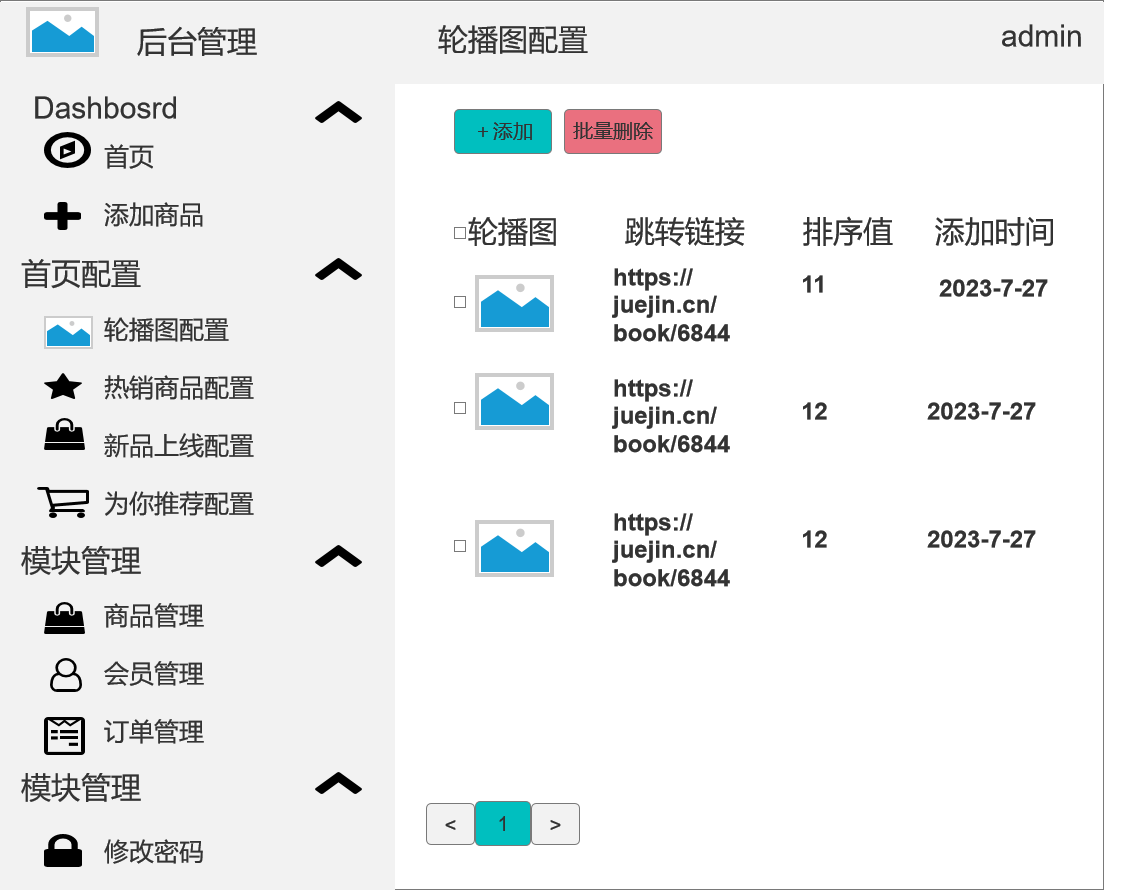 后台管理
轮播图配置
admin
Dashbosrd
首页
添加商品
首页配置
轮播图配置
热销商品配置
新品上线配置
为你推荐配置
模块管理
商品管理
会员管理
订单管理
模块管理
修改密码
+ 添加
批量删除
轮播图 跳转链接 排序值 添加时间
https://
juejin.cn/
book/6844
11
2023-7-27
https://
juejin.cn/
book/6844
12
2023-7-27
https://
juejin.cn/
book/6844
12
2023-7-27
< 1 >